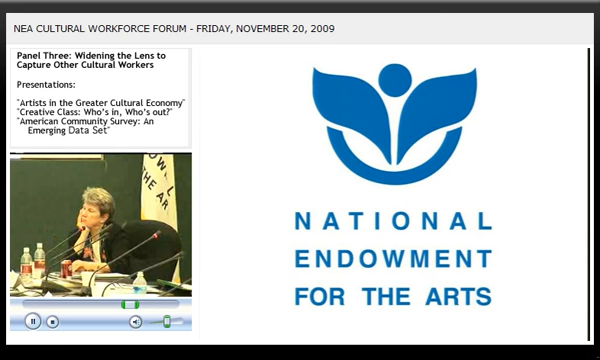 NEA CULTURAL WORKFORCE FORUM - FRIDAY, NOVEMBER 20, 2009
Panel Three: Widening the Lens to
Capture Other Cultural Workers
Presentations:
"Artists in the Greater Cultural Economy"
"Creative Class: Who's in, Who's out?"
"American Community Survey: An
Emerging Data Set"
THE AR
NATIONAL
ENDOWMENT
FOR THE ARTS